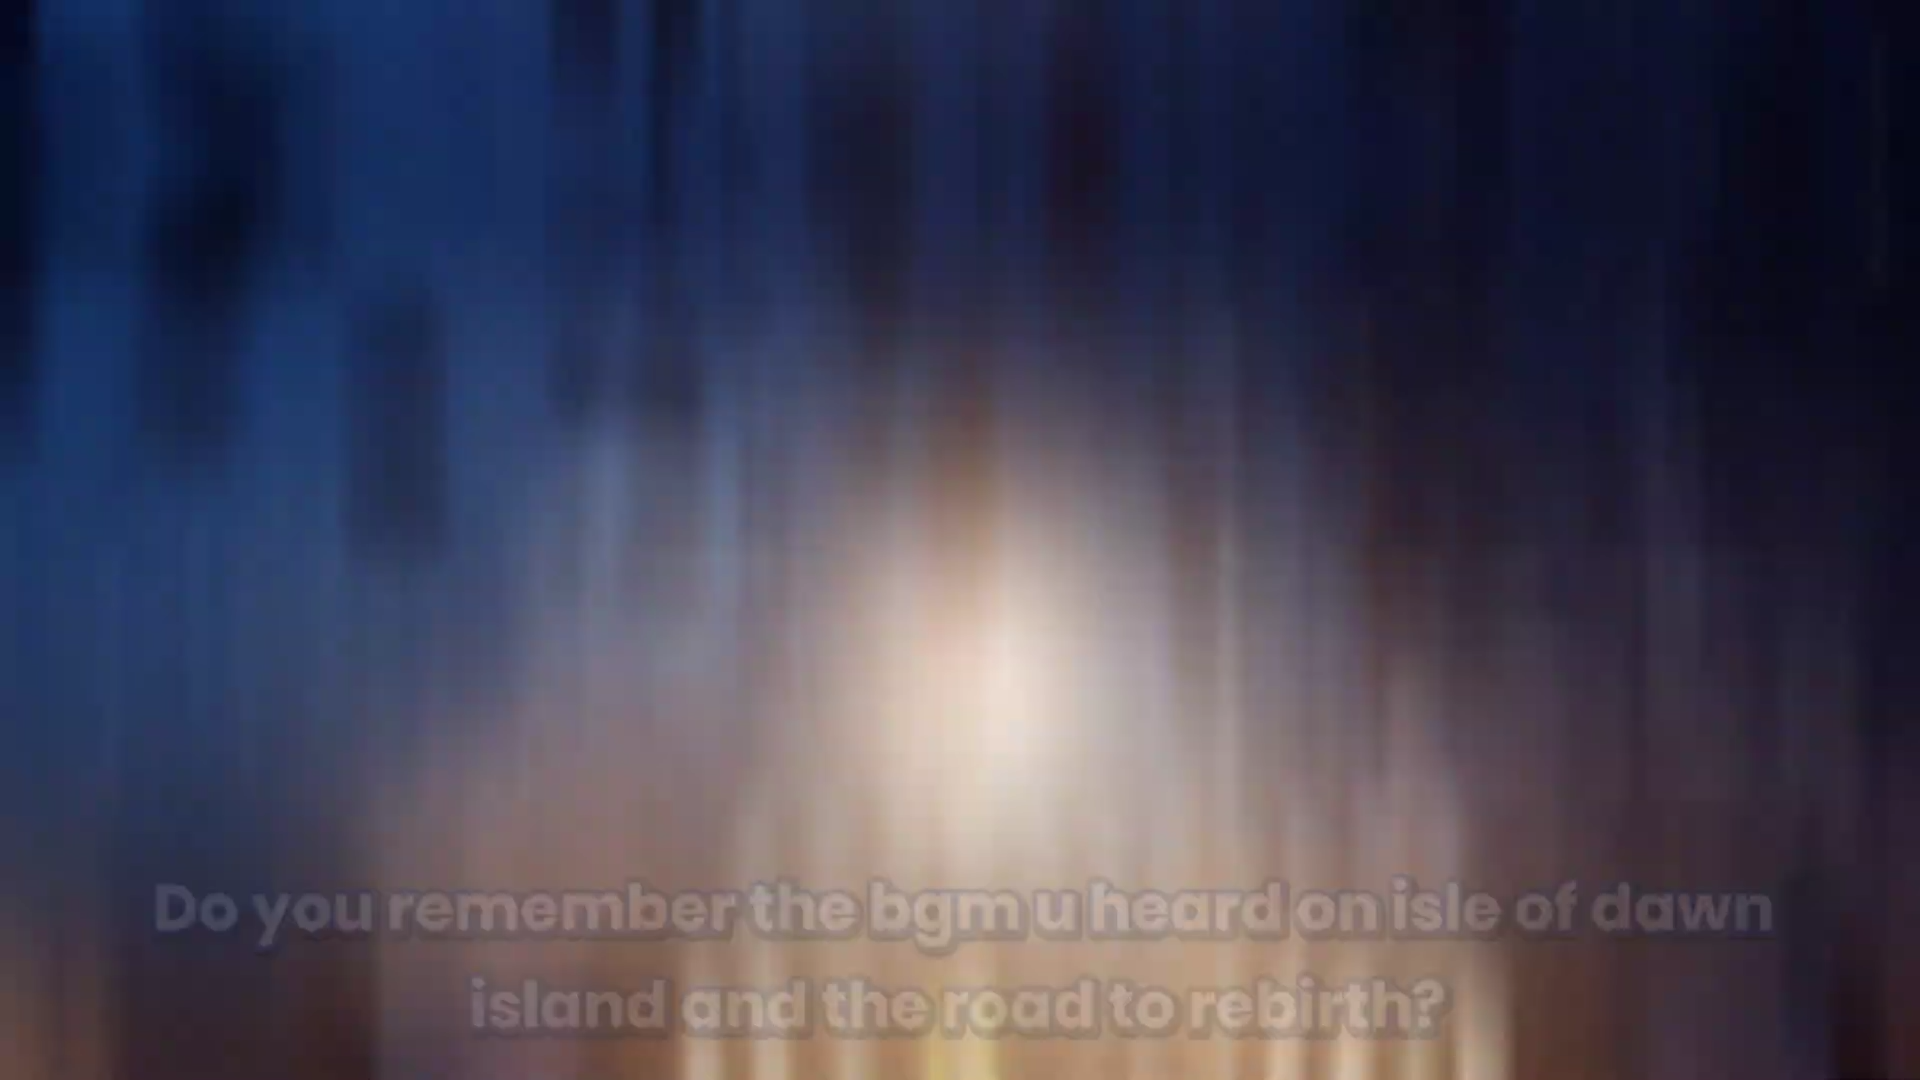 Do you remember the bgm u heard on isle of dawn
island and the road to rebirth?